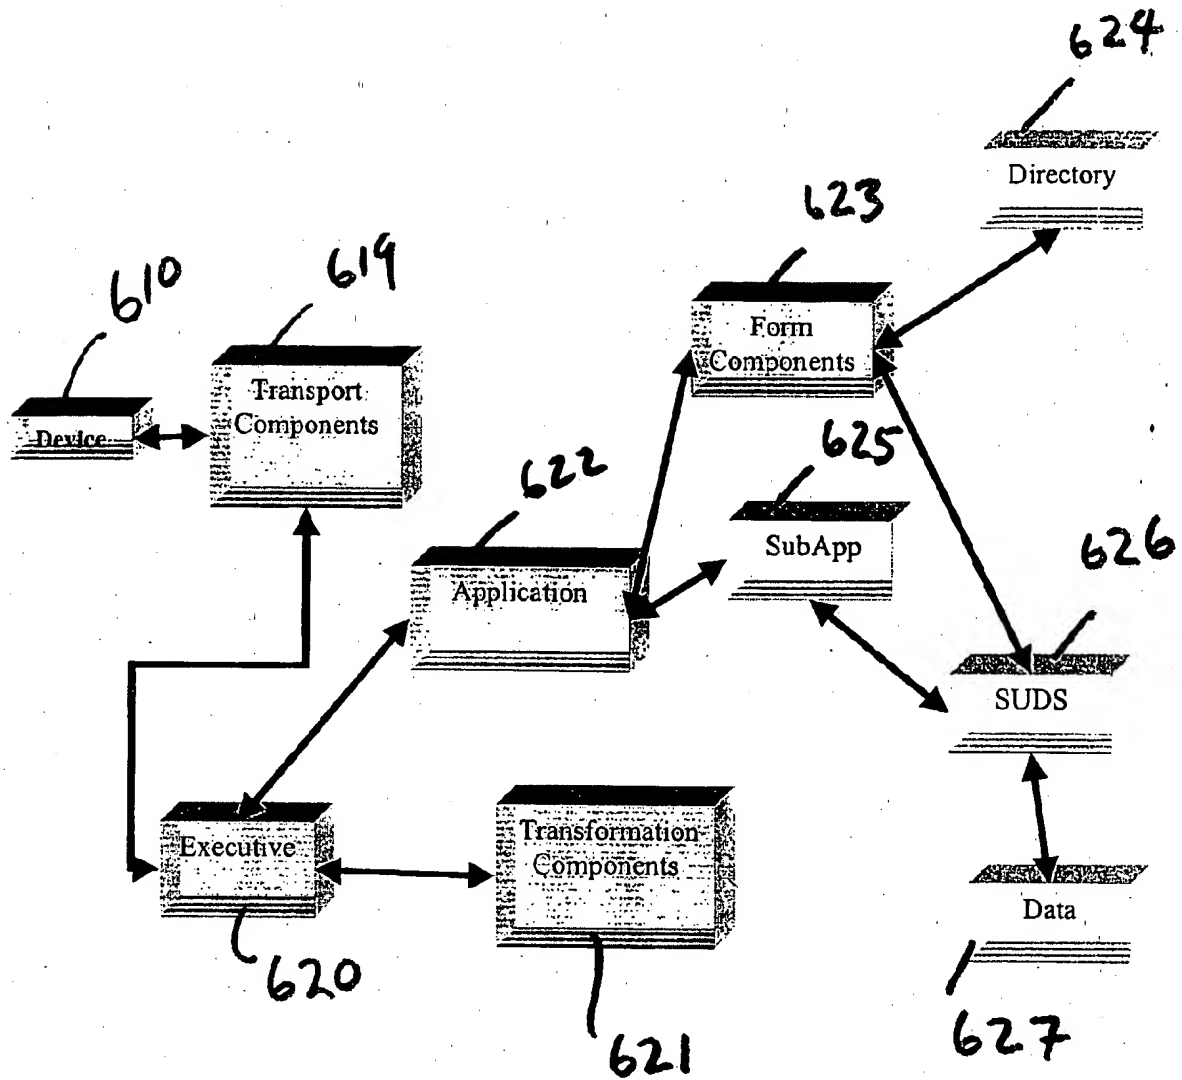 624
Directory
623
Form
Components
610
619
Device
Transport
Components
622
625
Application
SubApp
626
SUDS
Executive
Transformation
Components
Data
620
621
627